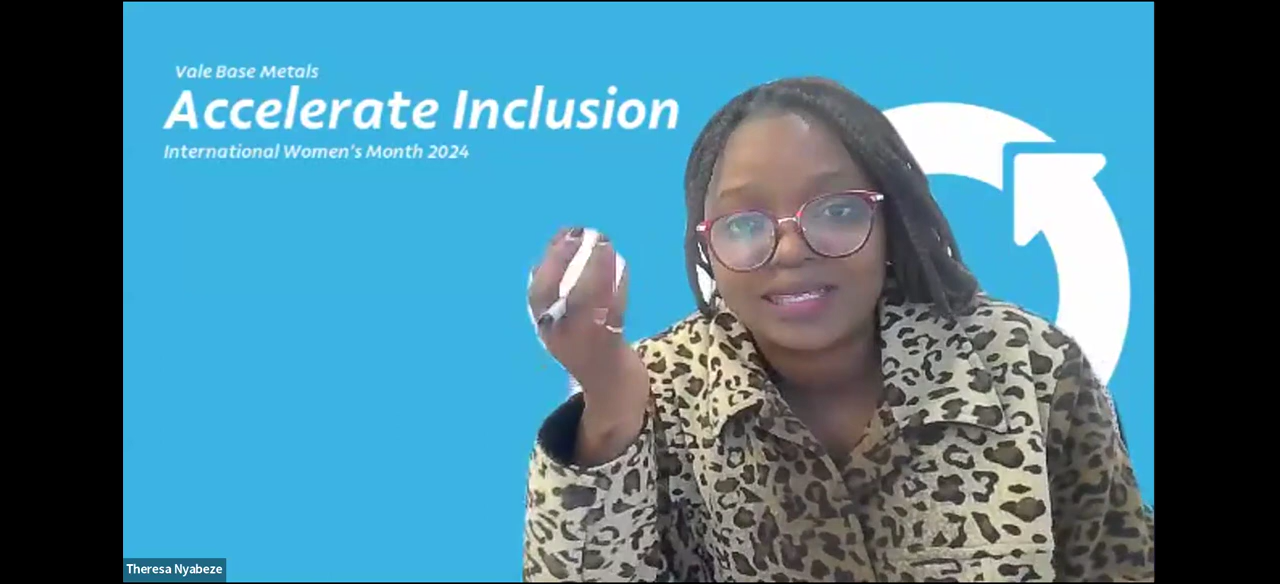 Vale Base Metals
Accelerate Inclusion
International Women's Month 2024
Theresa Nyabeze